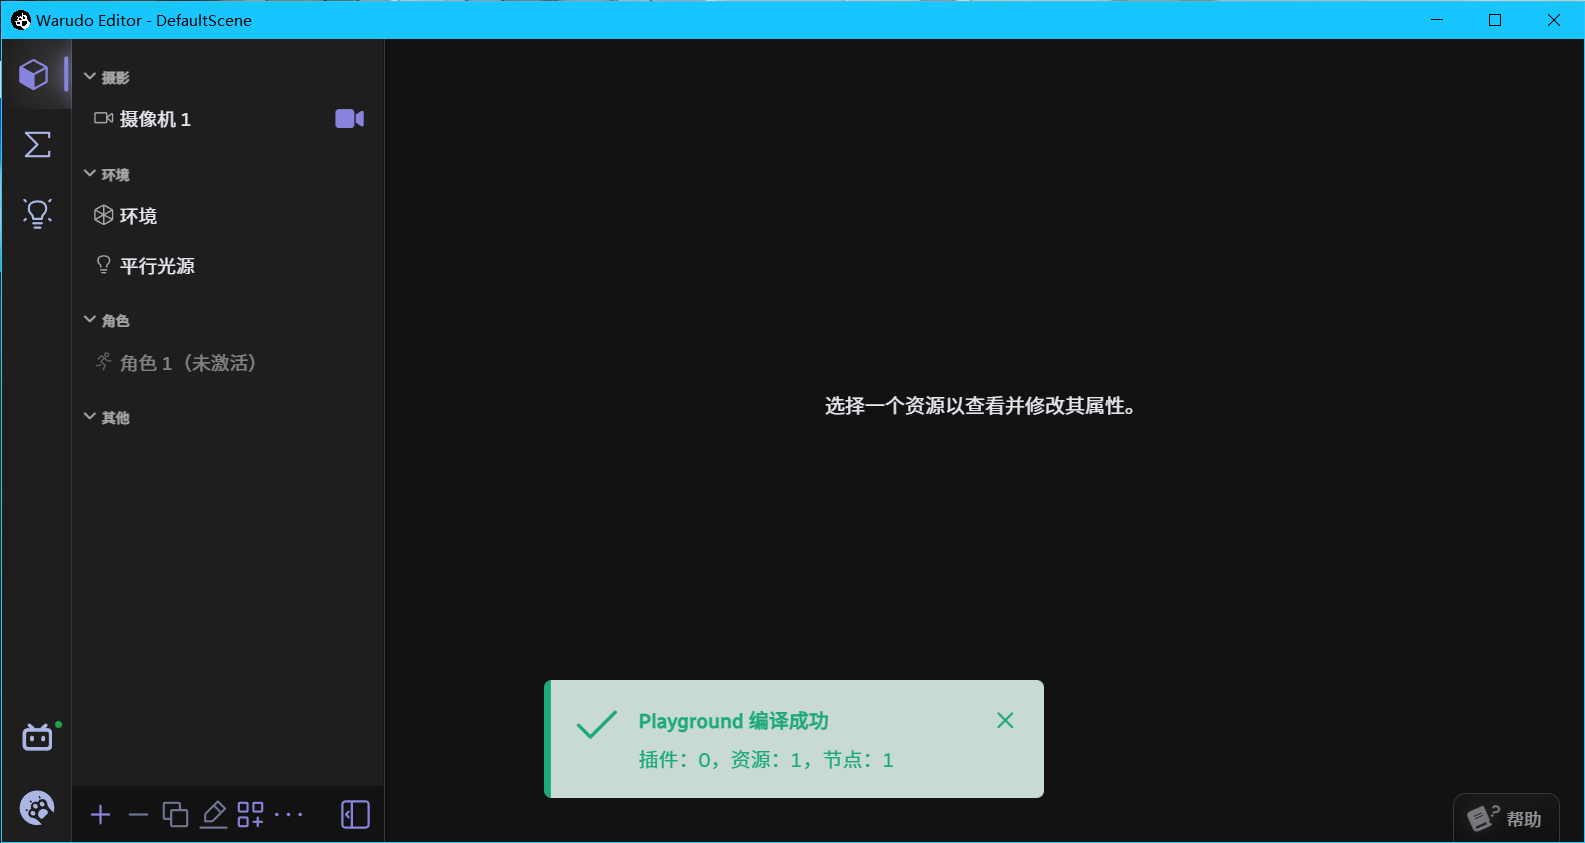 Warudo Editor - DefaultScene
摄影
摄像机 1
环境
环境
平行光源
角色
角色 1（未激活）
其他
选择一个资源以查看并修改其属性。
Playground 编译成功
插件：0，资源：1，节点：1
帮助